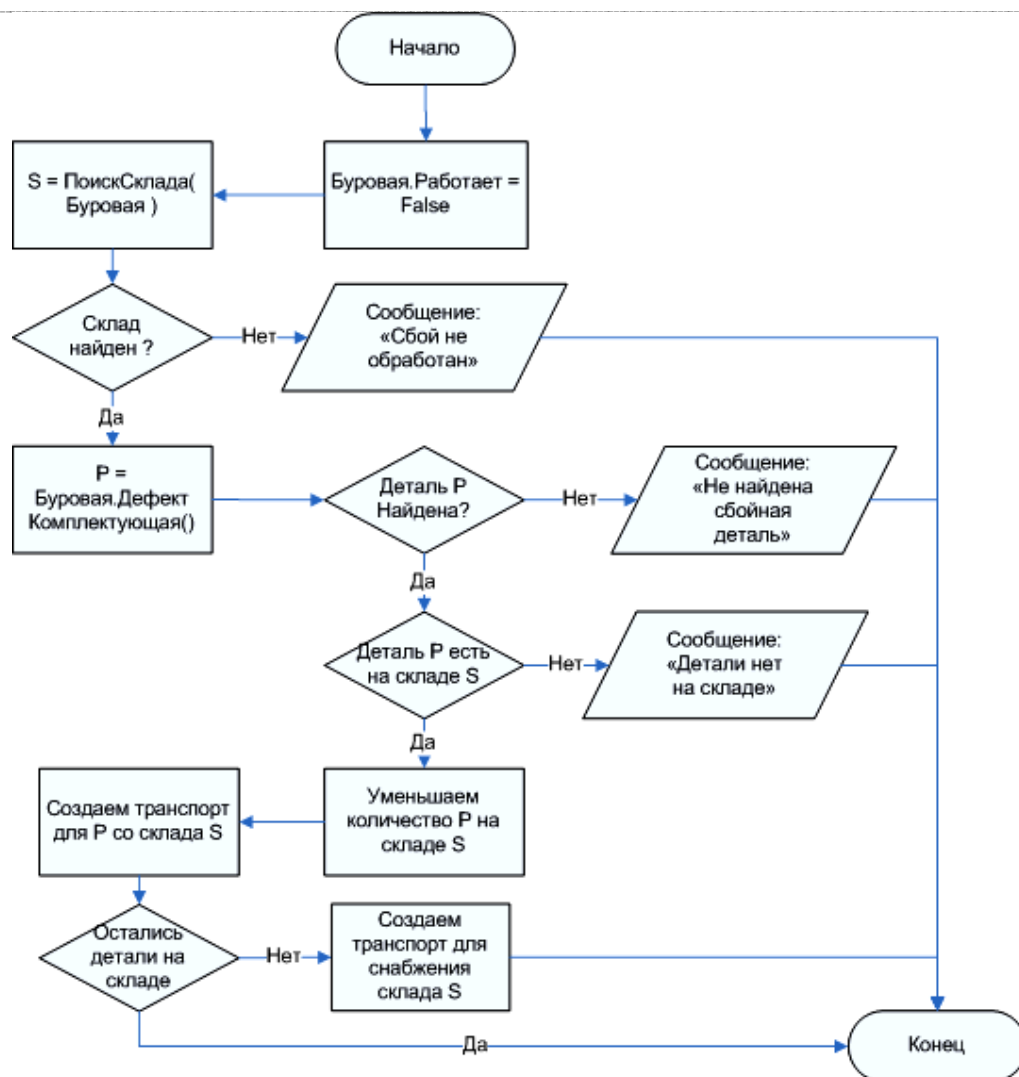 Начало
S = ПоискСклада(
Буровая )
Буровая.Работает =
False
Склад
найден ?
Нет
Сообщение:
«Сбой не
обработан»
Да
P =
Буровая.Дефект
Комплектующая()
Деталь P
Найдена?
Нет
Сообщение:
«Не найдена
сбойная
деталь»
Да
Деталь P есть
на складе S
Нет
Сообщение:
«Детали нет
на складе»
Да
Создаем транспорт
для P со склада S
Уменьшаем
количество P на
складе S
Остались
детали на
складе
Нет
Создаем
транспорт для
снабжения
склада S
Да
Конец